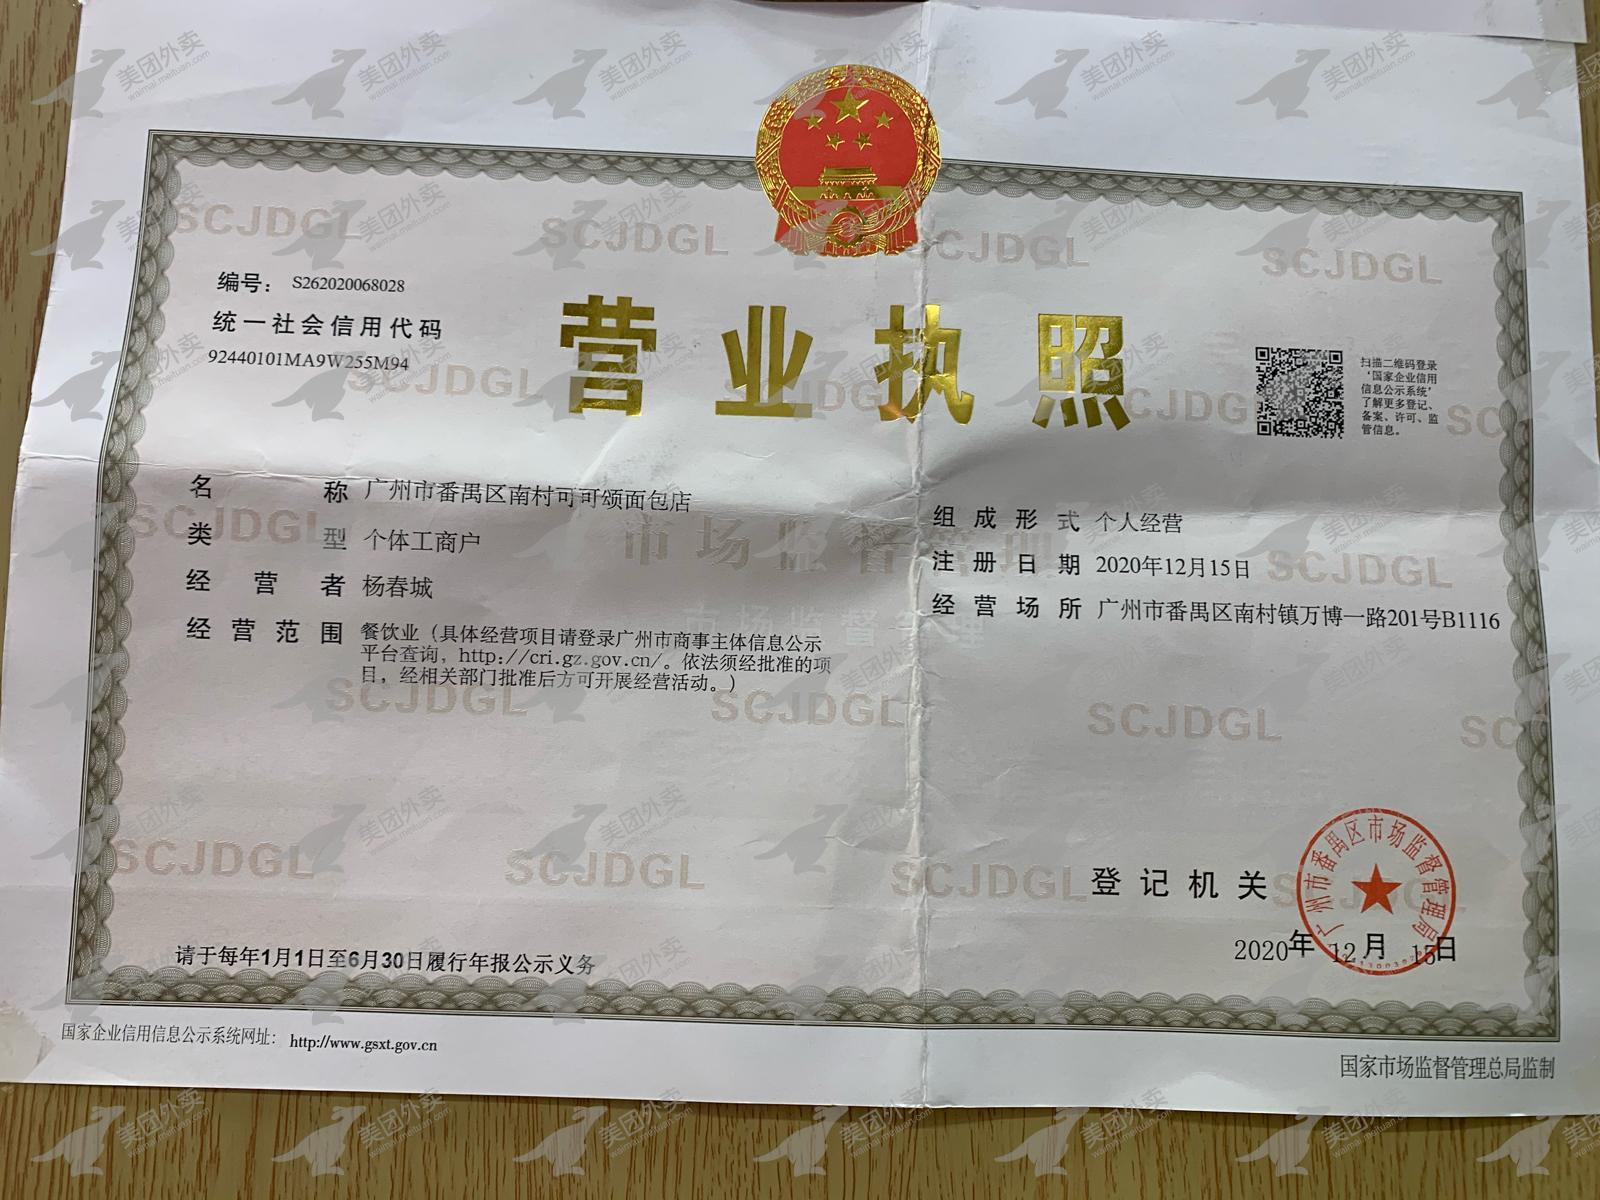 编号： S262020068028
统一社会信用代码
92440101MA9W255M94
营业执照
扫描二维码登录
‘国家企业信用
信息公示系统’
了解更多登记、
备案、许可、监
管信息。
名称 广州市番禺区南村可可颂面包店
类型 个体工商户
经营者 杨春城
经营范围 餐饮业（具体经营项目请登录广州市商事主体信息公示
平台查询，http://cri.gz.gov.cn/。依法须经批准的项
目，经相关部门批准后方可开展经营活动。）
组成形式 个人经营
注册日期 2020年12月15日
经营场所 广州市番禺区南村镇万博一路201号B1116
登记机关
广州市番禺区市场监督管理局
2020年 12月 15日
请于每年1月1日至6月30日履行年报公示义务
国家企业信用信息公示系统网址： http://www.gsxt.gov.cn
国家市场监督管理总局监制
SCJDGL
市场监督管理
美团外卖
waimai.meituan.com